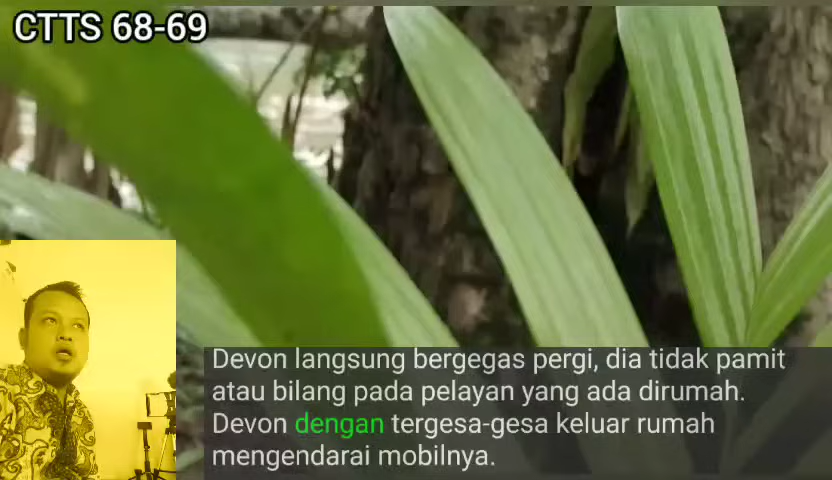 CTTS 68-69
Devon langsung bergegas pergi, dia tidak pamit
atau bilang pada pelayan yang ada dirumah.
Devon dengan tergesa-gesa keluar rumah
mengendarai mobilnya.